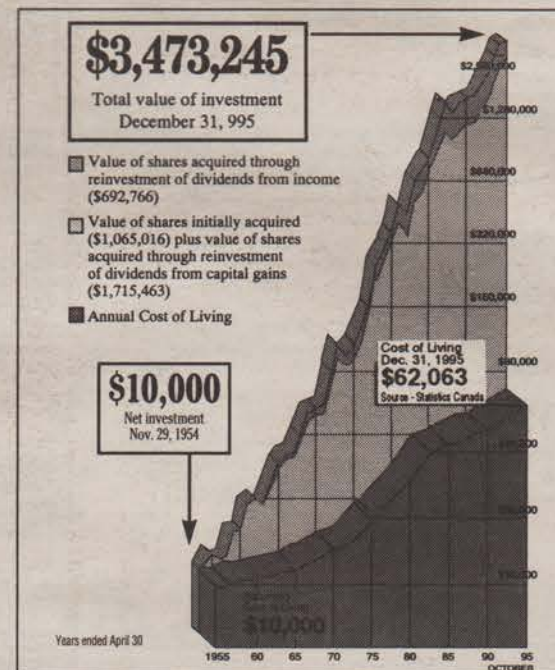 $3,473,245
Total value of investment
December 31, 995
Value of shares acquired through
reinvestment of dividends from income
($692,766)
Value of shares initially acquired
($1,065,016) plus value of shares
acquired through reinvestment
of dividends from capital gains
($1,715,463)
Annual Cost of Living
$10,000
Net investment
Nov. 29, 1954
$1,280,000
$640,000
$320,000
$160,000
$80,000
Cost of Living
Dec. 31, 1995
$62,063
Source - Statistics Canada
$10,000
Years ended April 30
1955 60 65 70 75 80 85 90 95
OCTOBER